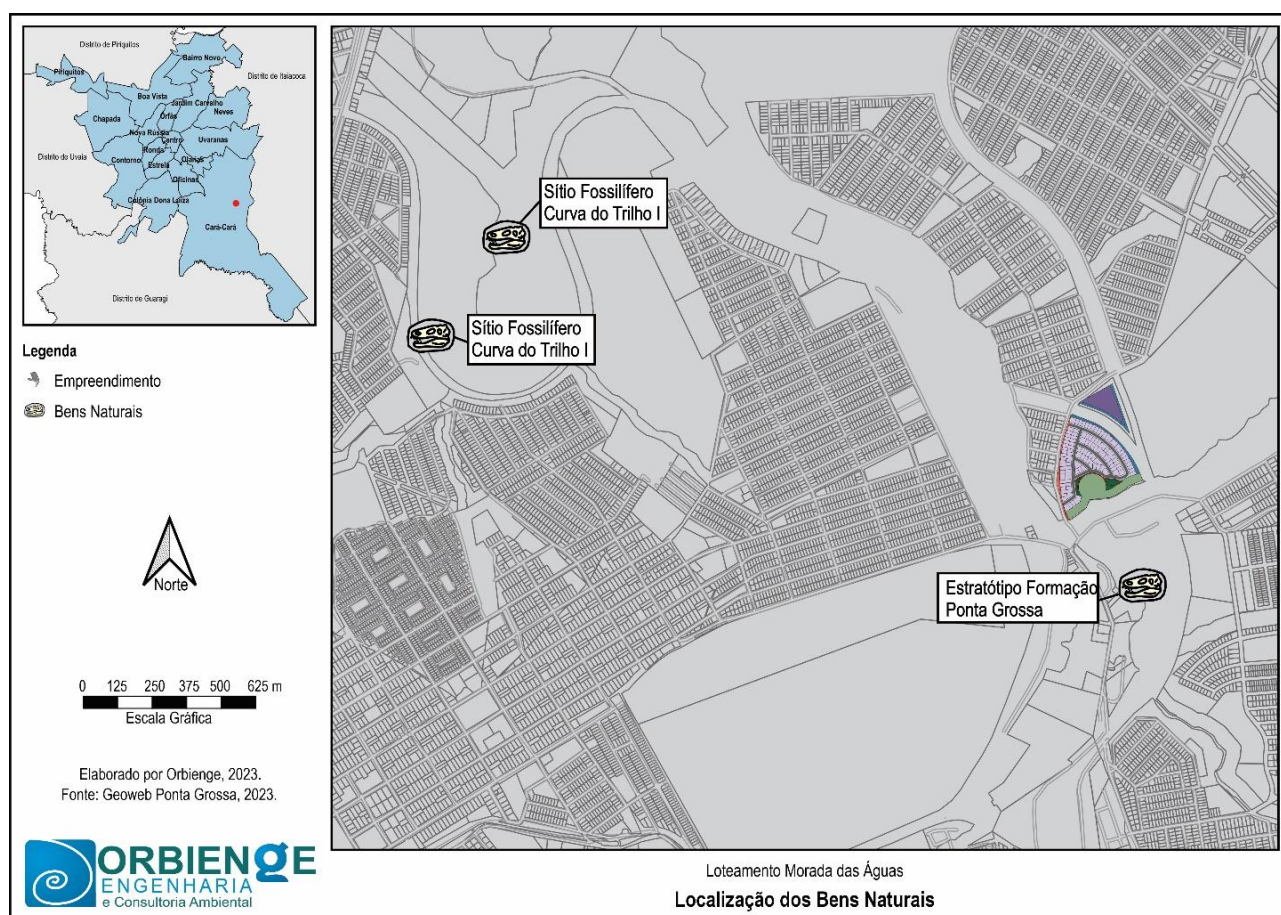 Distrito de Piriquitos
Bairro Novo
Distrito de Itaiacoca
Piriquitos
Boa Vista
Jardim Carvalho
Órfãs
Neves
Chapada
Nova Rússia
Centro
Uvaranas
Ronda
Distrito de Uvaia
Contorno
Estrela
Olarias
Oficinas
Colônia Dona Luiza
Cará-Cará
Distrito de Guaragi
Legenda
Empreendimento
Bens Naturais
Norte
0 125 250 375 500 625 m
Escala Gráfica
Elaborado por Orbienge, 2023.
Fonte: Geoweb Ponta Grossa, 2023.
ORBIENGE
ENGENHARIA
e Consultoria Ambiental
Sítio Fossilífero
Curva do Trilho I
Sítio Fossilífero
Curva do Trilho I
Estratótipo Formação
Ponta Grossa
Loteamento Morada das Águas
Localização dos Bens Naturais